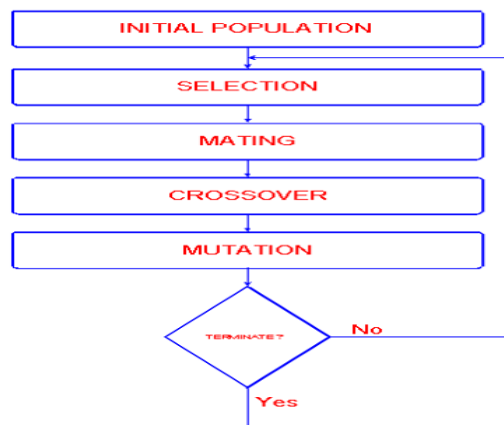 INITIAL POPULATION
SELECTION
MATING
CROSSOVER
MUTATION
TERMINATE?
No
Yes